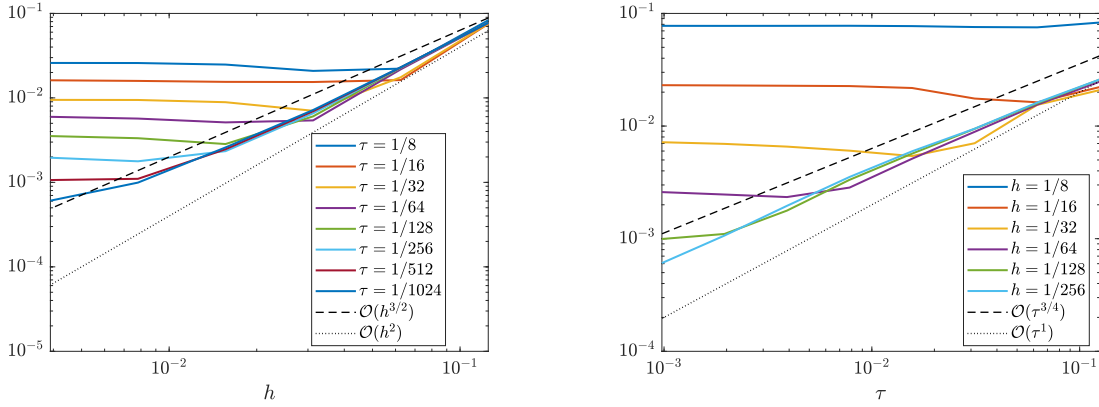 10^{-1}
10^{-2}
10^{-3}
10^{-4}
10^{-5}
10^{-2}
10^{-1}
h
τ = 1/8
τ = 1/16
τ = 1/32
τ = 1/64
τ = 1/128
τ = 1/256
τ = 1/512
τ = 1/1024
𝒪(h^{3/2})
𝒪(h^2)
10^{-1}
10^{-2}
10^{-3}
10^{-4}
10^{-3}
10^{-2}
10^{-1}
τ
h = 1/8
h = 1/16
h = 1/32
h = 1/64
h = 1/128
h = 1/256
𝒪(τ^{3/4})
𝒪(τ^1)